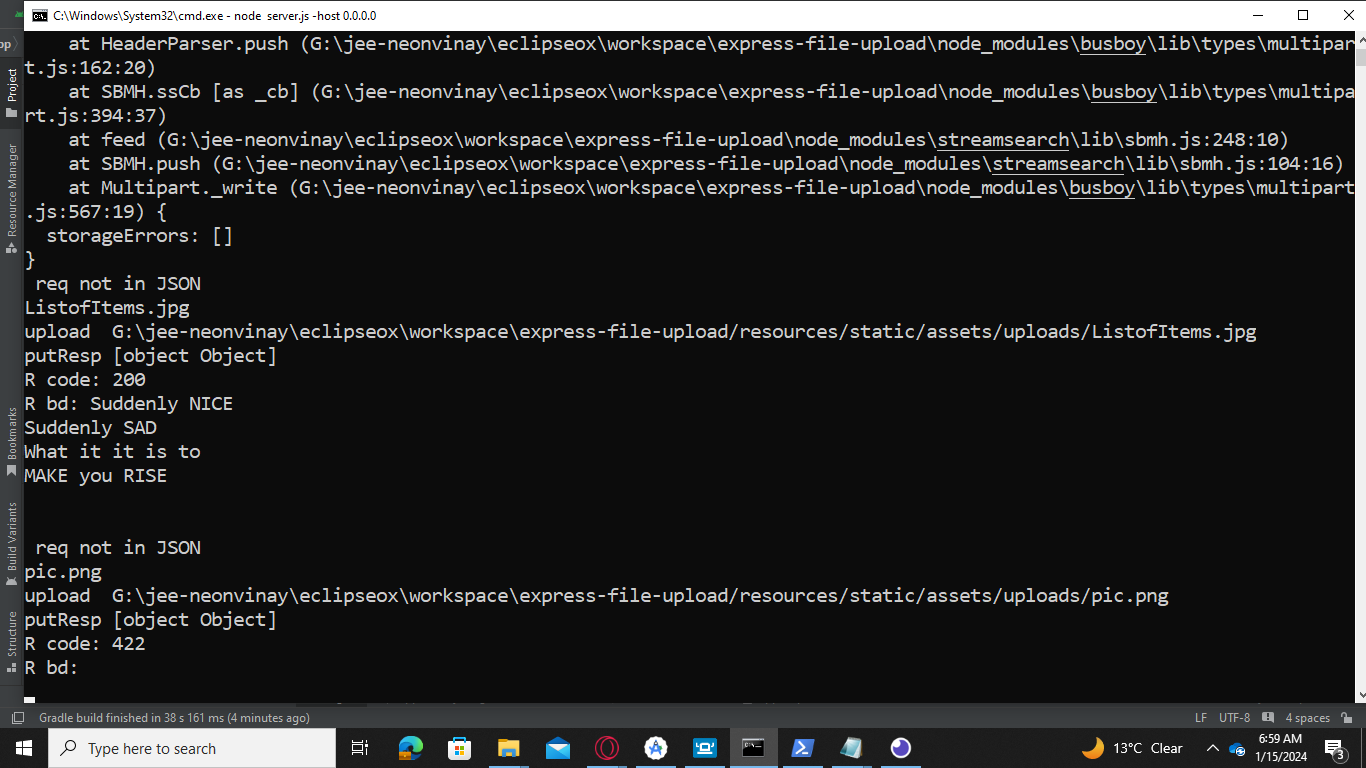 C:\Windows\System32\cmd.exe - node  server.js -host 0.0.0.0
pp
    at HeaderParser.push (G:\jee-neonvinay\eclipseox\workspace\express-file-upload\node_modules\busboy\lib\types\multipar
t.js:162:20)
    at SBMH.ssCb [as _cb] (G:\jee-neonvinay\eclipseox\workspace\express-file-upload\node_modules\busboy\lib\types\multipa
rt.js:394:37)
    at feed (G:\jee-neonvinay\eclipseox\workspace\express-file-upload\node_modules\streamsearch\lib\sbmh.js:248:10)
    at SBMH.push (G:\jee-neonvinay\eclipseox\workspace\express-file-upload\node_modules\streamsearch\lib\sbmh.js:104:16)
    at Multipart._write (G:\jee-neonvinay\eclipseox\workspace\express-file-upload\node_modules\busboy\lib\types\multipart
.js:567:19) {
  storageErrors: []
}
 req not in JSON
ListofItems.jpg
upload  G:\jee-neonvinay\eclipseox\workspace\express-file-upload/resources/static/assets/uploads/ListofItems.jpg
putResp [object Object]
R code: 200
R bd: Suddenly NICE
Suddenly SAD
What it it is to
MAKE you RISE
 req not in JSON
pic.png
upload  G:\jee-neonvinay\eclipseox\workspace\express-file-upload/resources/static/assets/uploads/pic.png
putResp [object Object]
R code: 422
R bd:
Project
Resource Manager
Bookmarks
Build Variants
Structure
Gradle build finished in 38 s 161 ms (4 minutes ago)
LF UTF-8 4 spaces
Type here to search
13°C Clear
6:59 AM
1/15/2024
3